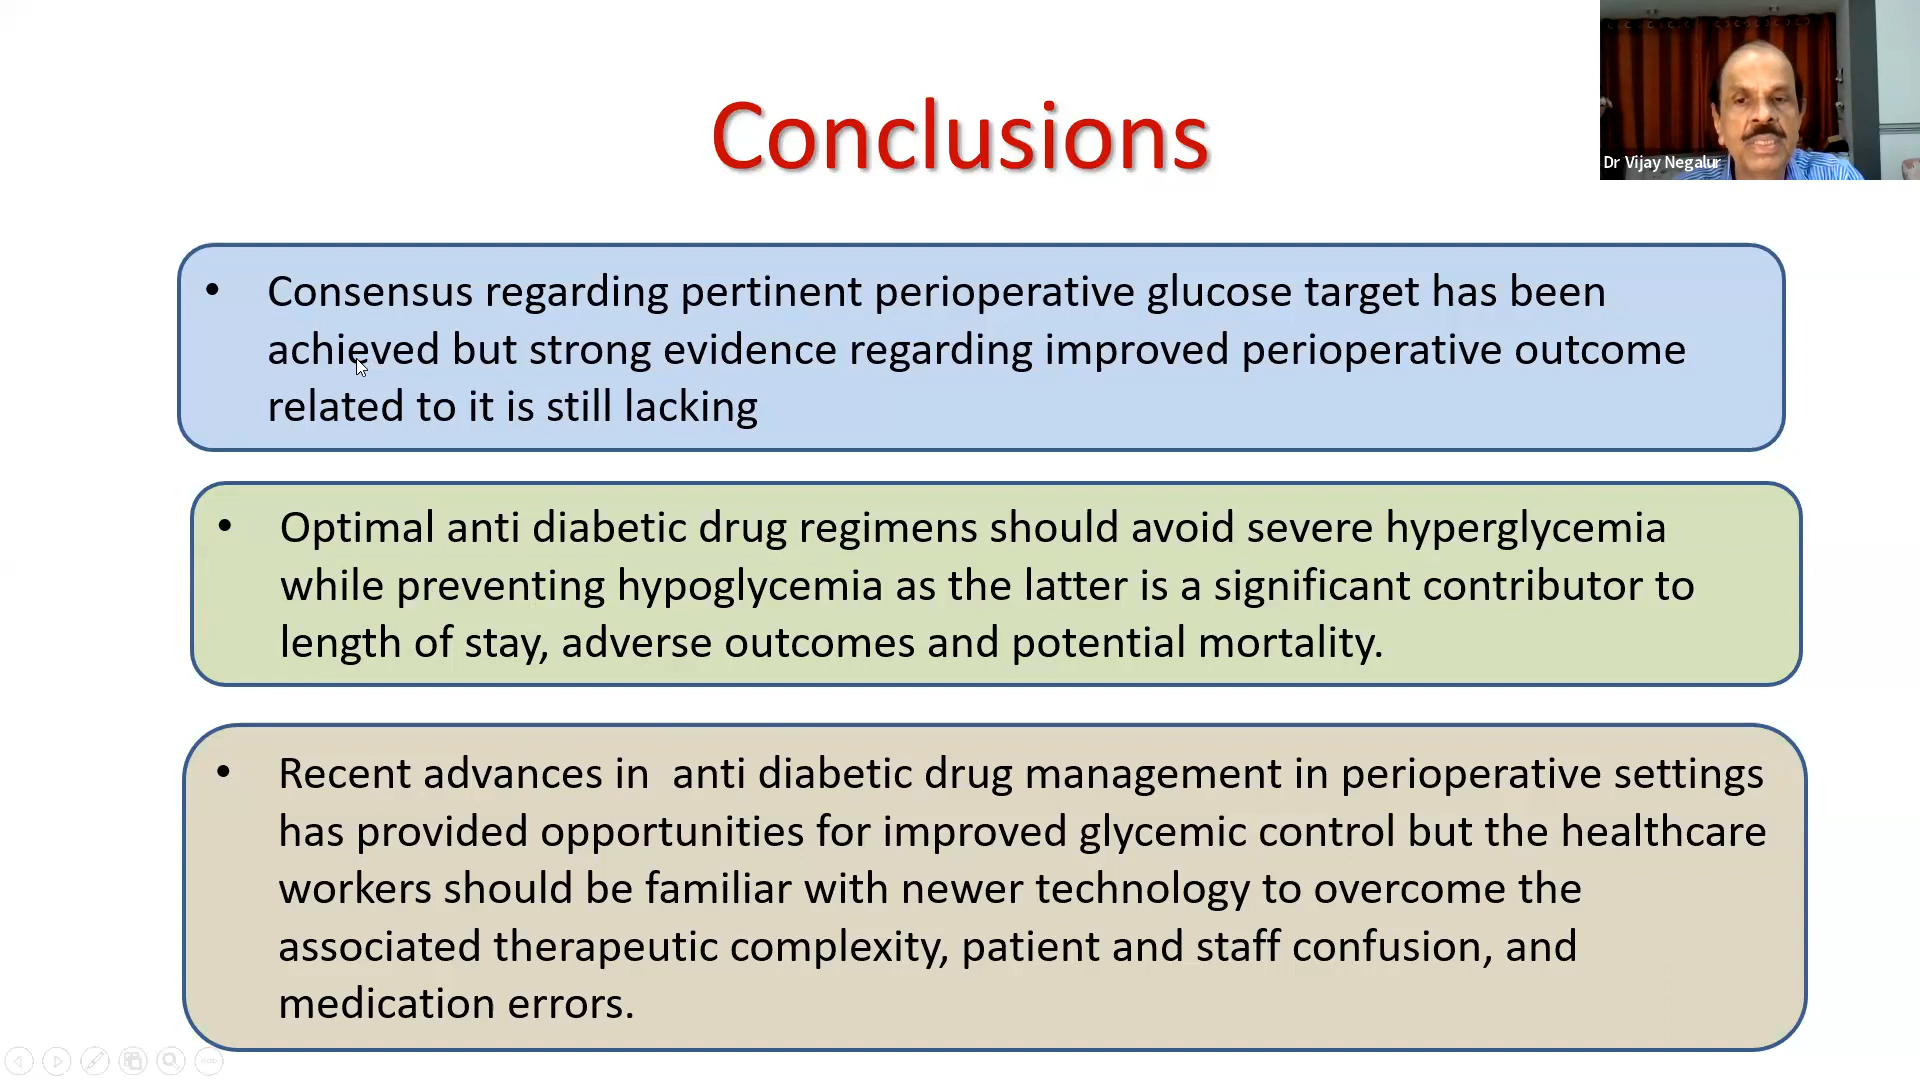 Conclusions
Dr Vijay Negalur
• Consensus regarding pertinent perioperative glucose target has been
achieved but strong evidence regarding improved perioperative outcome
related to it is still lacking
• Optimal anti diabetic drug regimens should avoid severe hyperglycemia
while preventing hypoglycemia as the latter is a significant contributor to
length of stay, adverse outcomes and potential mortality.
• Recent advances in  anti diabetic drug management in perioperative settings
has provided opportunities for improved glycemic control but the healthcare
workers should be familiar with newer technology to overcome the
associated therapeutic complexity, patient and staff confusion, and
medication errors.